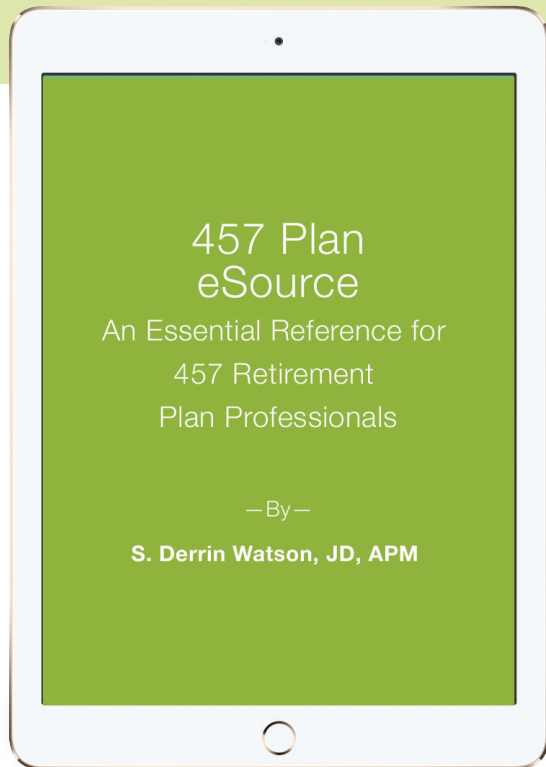 457 Plan
eSource
An Essential Reference for
457 Retirement
Plan Professionals
—By—
S. Derrin Watson, JD, APM